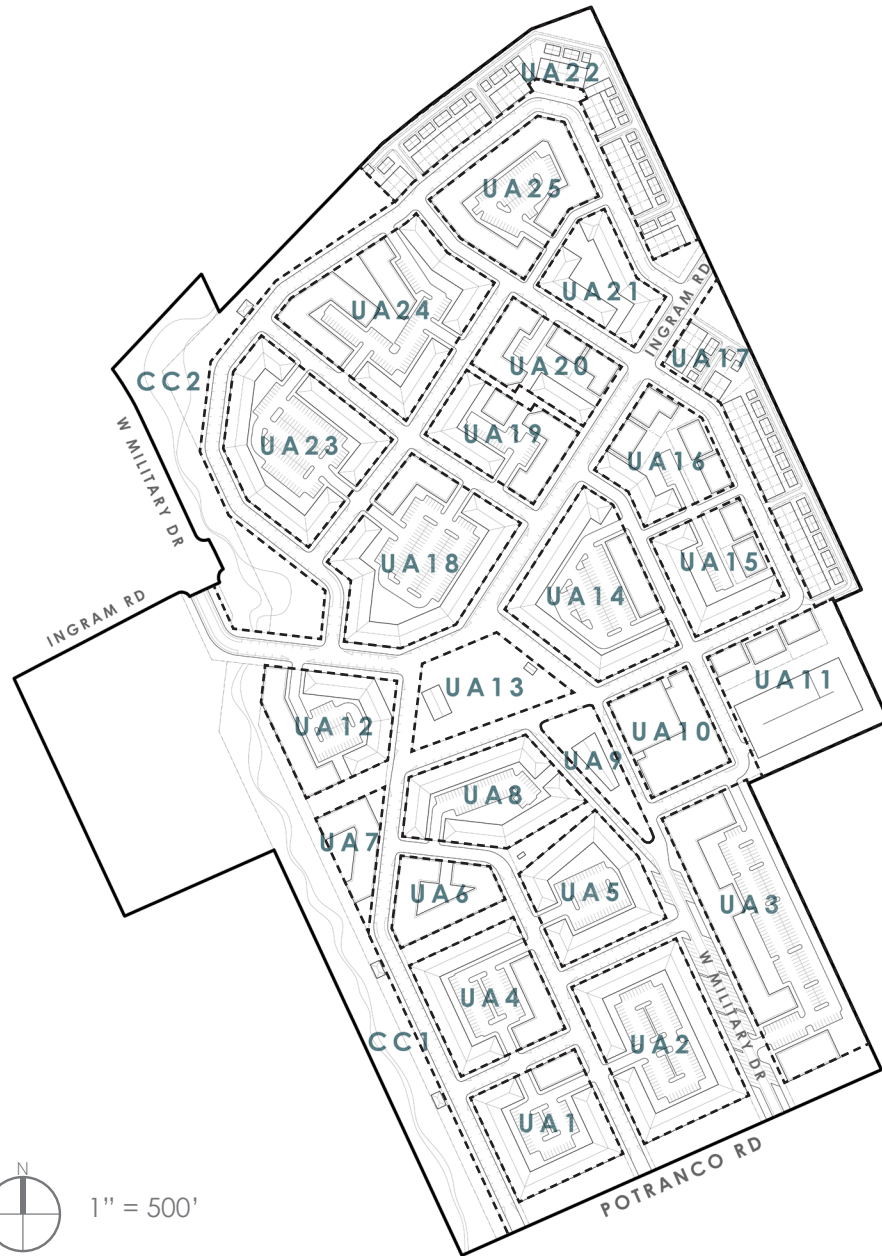 UA22
UA25
INGRAM RD
UA21
UA24
UA17
UA20
CC2
UA19
UA23
UA16
W MILITARY DR
UA18
UA15
UA14
INGRAM RD
UA13
UA11
UA12
UA10
UA9
UA8
UA7
UA6
UA5
UA3
UA4
W MILITARY DR
CC1
UA2
UA1
POTRANCO RD
N
1” = 500’